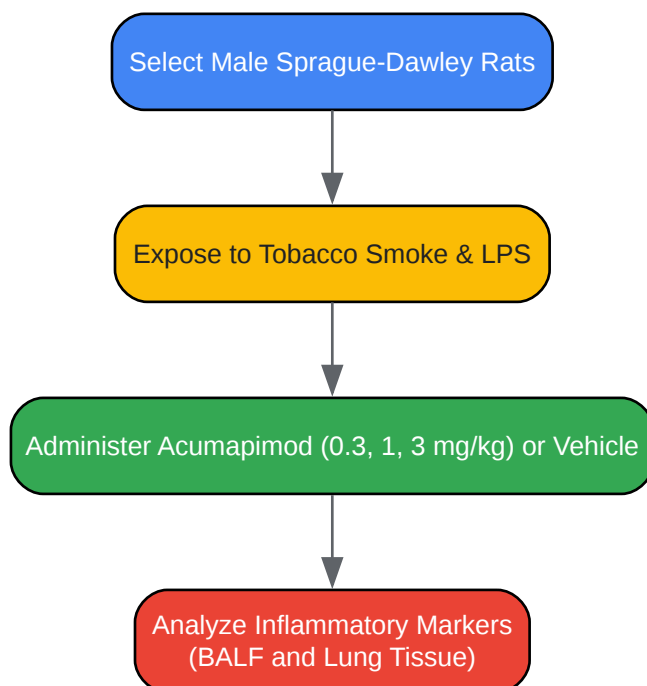 Select Male Sprague-Dawley Rats
Expose to Tobacco Smoke & LPS
Administer Acumapimod (0.3, 1, 3 mg/kg) or Vehicle
Analyze Inflammatory Markers
(BALF and Lung Tissue)